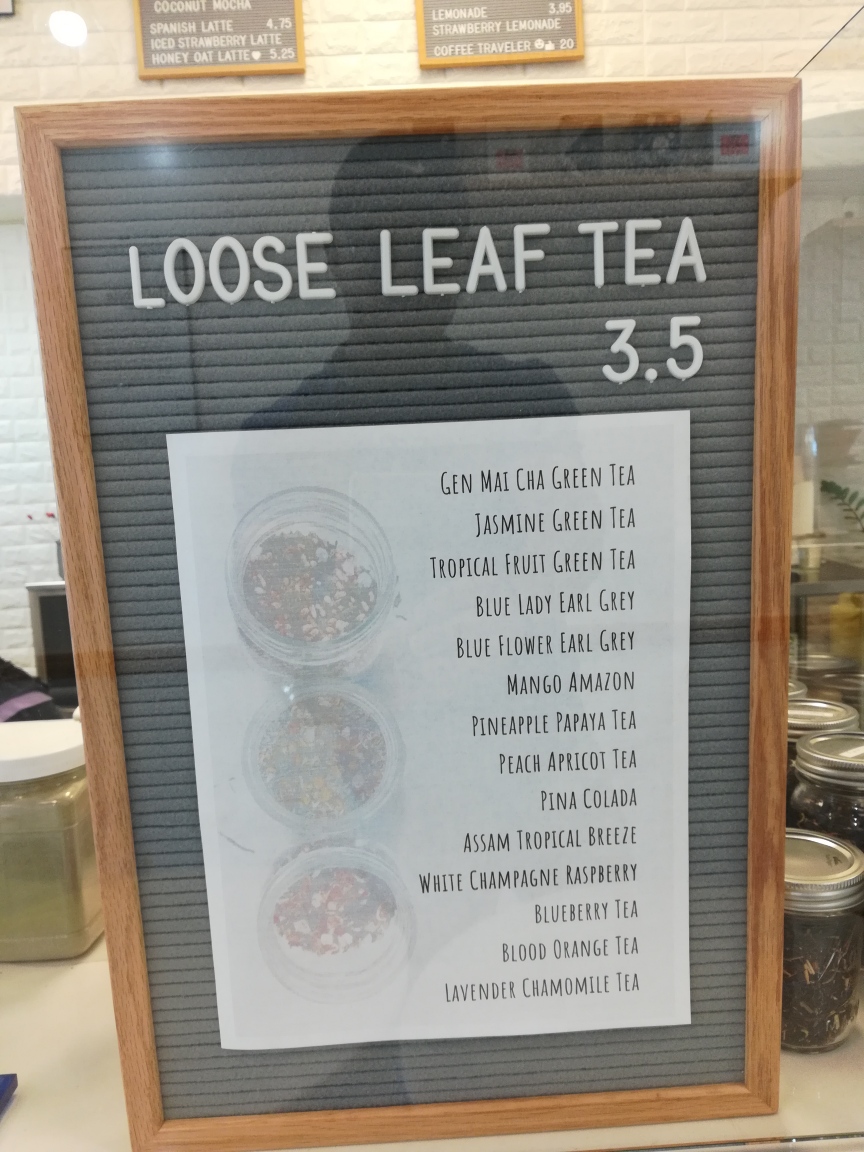 COCONUT MOCHA
SPANISH LATTE 4.75
ICED STRAWBERRY LATTE
HONEY OAT LATTE♥ 5.25
LEMONADE 3.95
STRAWBERRY LEMONADE
COFFEE TRAVELER 20
LOOSE LEAF TEA
3.5
GEN MAI CHA GREEN TEA
JASMINE GREEN TEA
TROPICAL FRUIT GREEN TEA
BLUE LADY EARL GREY
BLUE FLOWER EARL GREY
MANGO AMAZON
PINEAPPLE PAPAYA TEA
PEACH APRICOT TEA
PINA COLADA
ASSAM TROPICAL BREEZE
WHITE CHAMPAGNE RASPBERRY
BLUEBERRY TEA
BLOOD ORANGE TEA
LAVENDER CHAMOMILE TEA